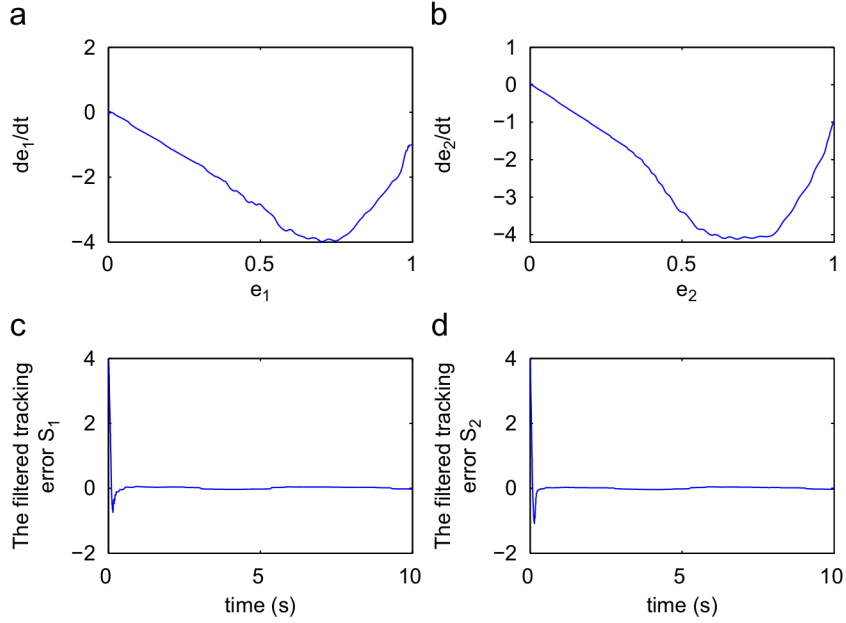 a
2
0
−2
−4
de1/dt
0
0.5
1
e1
b
1
0
−1
−2
−3
−4
de2/dt
0
0.5
1
e2
c
4
2
0
−2
The filtered tracking
error S1
0
5
10
time (s)
d
4
2
0
−2
The filtered tracking
error S2
0
5
10
time (s)